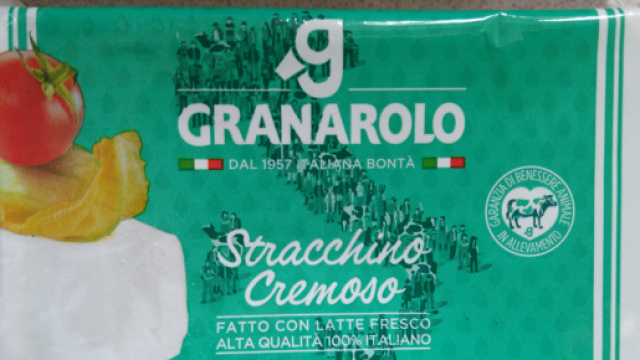 g
GRANAROLO
DAL 1957 ITALIANA BONTÀ
GARANZIA DI BENESSERE ANIMALE
IN ALLEVAMENTO
Stracchino
Cremoso
FATTO CON LATTE FRESCO
ALTA QUALITÀ 100% ITALIANO